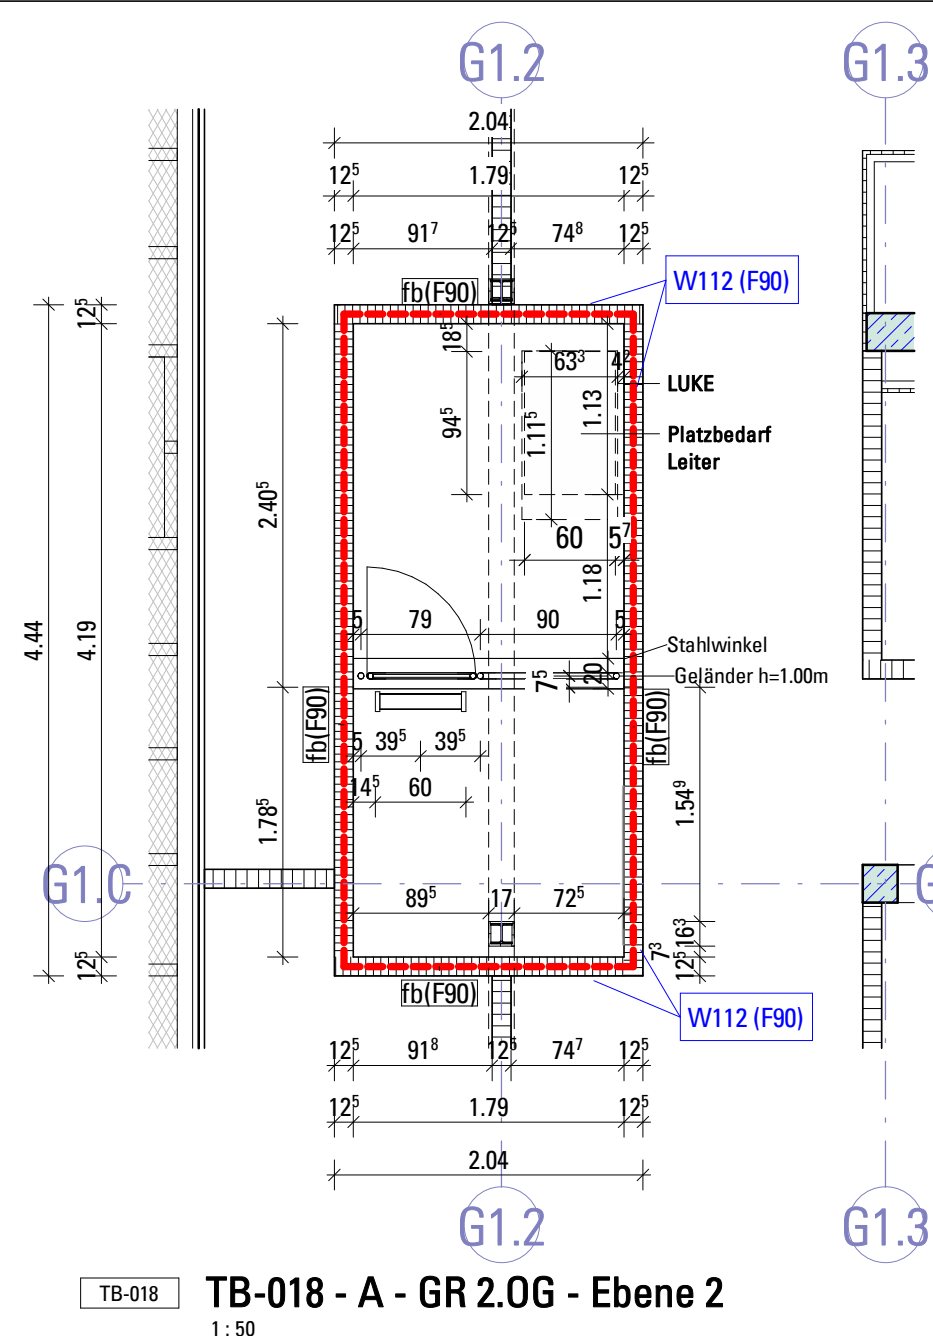 G1.2 G1.3
2.04
12⁵ 1.79 12⁵
12⁵ 91⁷ 12⁵ 74⁸ 12⁵
fb(F90)
W112 (F90)
12⁵
18⁵
63³ 4²
LUKE
94⁵
1.11⁵
1.13
Platzbedarf
Leiter
2.40⁵
60 5⁷
1.18
5 79 90 5
4.44
4.19
Stahlwinkel
7⁵
20
Geländer h=1.00m
fb(F90)
fb(F90)
5 39⁵ 39⁵
14⁵ 60
1.78⁵
1.54⁹
G1.C
89⁵ 17 72⁵
16³
7³
12⁵
12⁵
fb(F90)
W112 (F90)
12⁵ 91⁸ 12⁵ 74⁷ 12⁵
12⁵ 1.79 12⁵
2.04
G1.2 G1.3
TB-018 TB-018 - A - GR 2.OG - Ebene 2
1 : 50